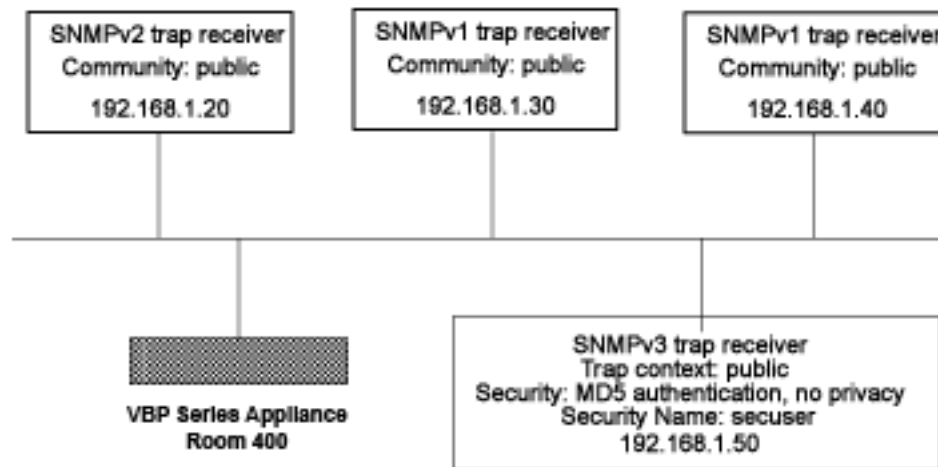 SNMPv2 trap receiver
Community: public
192.168.1.20
SNMPv1 trap receiver
Community: public
192.168.1.30
SNMPv1 trap receiver
Community: public
192.168.1.40
VBP Series Appliance
Room 400
SNMPv3 trap receiver
Trap context: public
Security: MD5 authentication, no privacy
Security Name: secuser
192.168.1.50